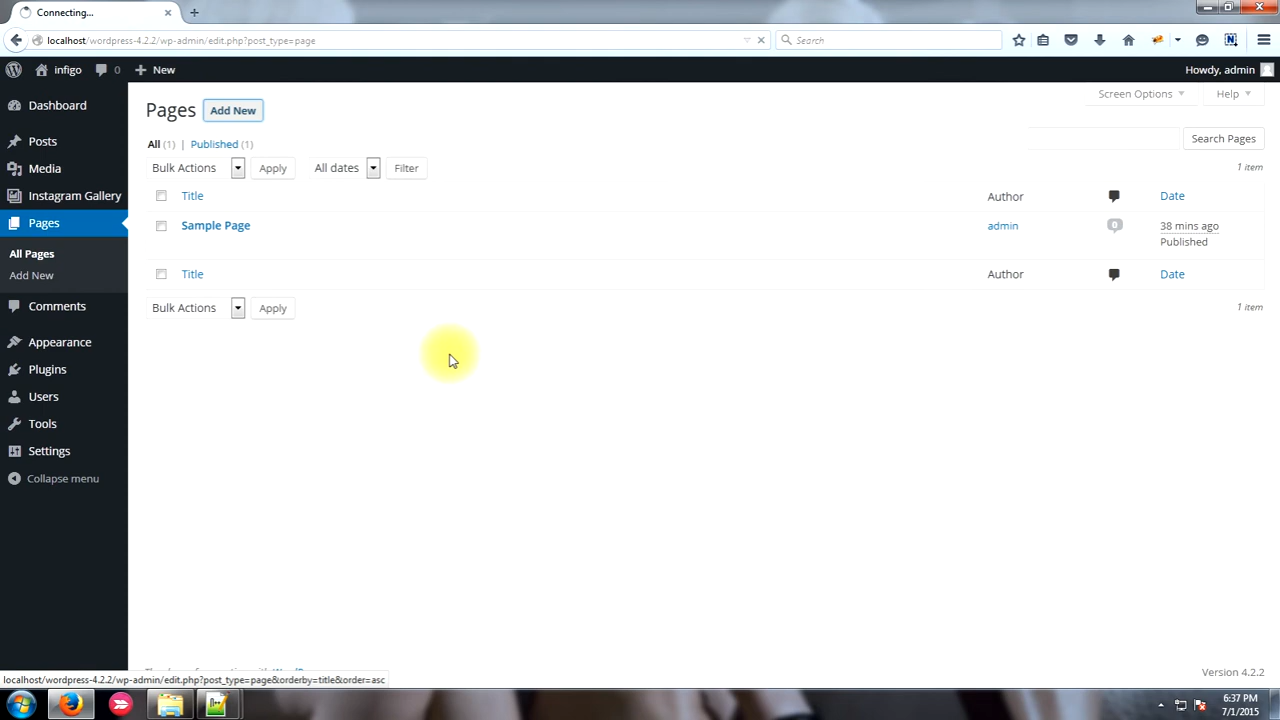 Connecting...
localhost/wordpress-4.2.2/wp-admin/edit.php?post_type=page
Search
infigo
0
New
Howdy, admin
Dashboard
Posts
Media
Instagram Gallery
Pages
All Pages
Add New
Comments
Appearance
Plugins
Users
Tools
Settings
Collapse menu
Pages Add New
Screen Options Help
All (1) | Published (1)
Search Pages
Bulk Actions Apply All dates Filter
1 item
Title Author Date
Sample Page admin 0 38 mins ago
Published
Title Author Date
Bulk Actions Apply
1 item
Version 4.2.2
localhost/wordpress-4.2.2/wp-admin/edit.php?post_type=page&orderby=title&order=asc
6:37 PM
7/1/2015